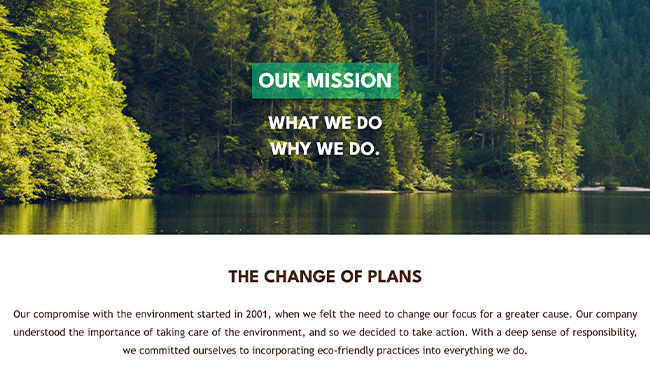 OUR MISSION
WHAT WE DO
WHY WE DO.
THE CHANGE OF PLANS
Our compromise with the environment started in 2001, when we felt the need to change our focus for a greater cause. Our company
understood the importance of taking care of the environment, and so we decided to take action. With a deep sense of responsibility,
we committed ourselves to incorporating eco-friendly practices into everything we do.